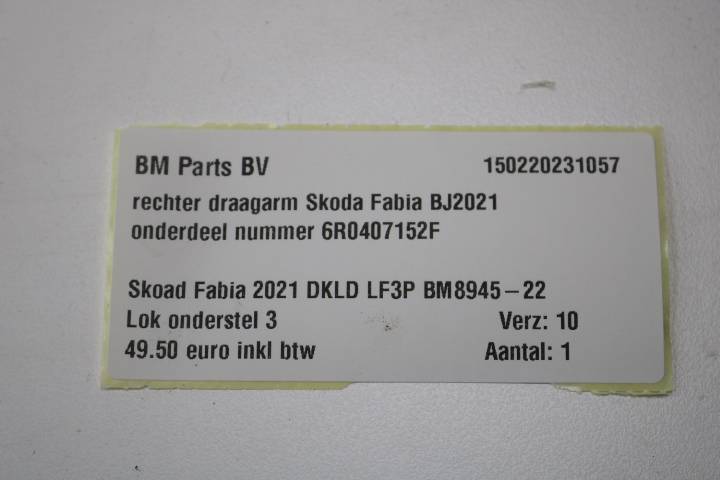 BM Parts BV 150220231057
rechter draagarm Skoda Fabia BJ2021
onderdeel nummer 6R0407152F
Skoad Fabia 2021 DKLD LF3P BM8945-22
Lok onderstel 3 Verz: 10
49.50 euro inkl btw Aantal: 1